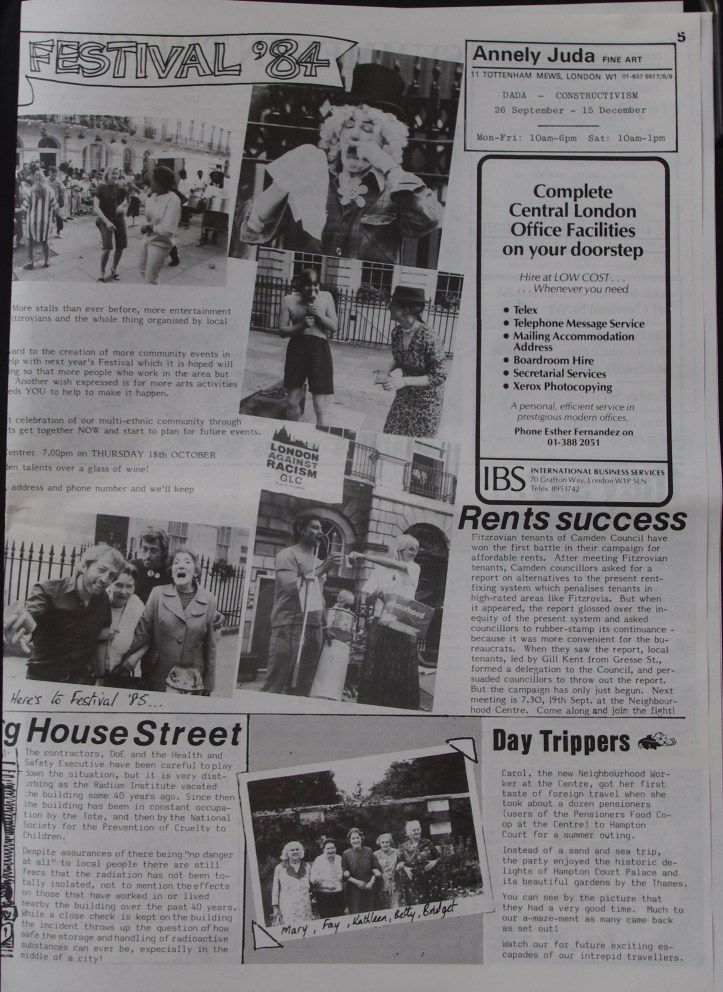 5
FESTIVAL '84
More stalls than ever before, more entertainment
itzrovians and the whole thing organised by local
ward to the creation of more community events in
elp with next year's Festival which it is hoped will
ing so that more people who work in the area but
Another wish expressed is for more arts activities
eds YOU to help to make it happen.
t celebration of our multi-ethnic community through
ts get together NOW and start to plan for future events.
Centre: 7.00pm on THURSDAY 18th OCTOBER
den talents over a glass of wine!
, address and phone number and we'll keep
LONDON
AGAINST
RACISM
GLC
Here's to Festival '85...
Annely Juda FINE ART
11 TOTTENHAM MEWS, LONDON W1 01-637 5517/8/9
DADA - CONSTRUCTIVISM
26 September - 15 December
Mon-Fri: 10am-6pm Sat: 10am-1pm
Complete
Central London
Office Facilities
on your doorstep
Hire at LOW COST . . .
. . . Whenever you need
• Telex
• Telephone Message Service
• Mailing Accommodation
Address
• Boardroom Hire
• Secretarial Services
• Xerox Photocopying
A personal, efficient service in
prestigious modern offices.
Phone Esther Fernandez on
01-388 2051
IBS INTERNATIONAL BUSINESS SERVICES
70 Grafton Way, London W1P 5LN
Telex 8953742
Rents success
Fitzrovian tenants of Camden Council have
won the first battle in their campaign for
affordable rents. After meeting Fitzrovian
tenants, Camden councillors asked for a
report on alternatives to the present rent-
fixing system which penalises tenants in
high-rated areas like Fitzrovia. But when
it appeared, the report glossed over the in-
equity of the present system and asked
councillors to rubber-stamp its continuance -
because it was more convenient for the bu-
reaucrats. When they saw the report, local
tenants, led by Gill Kent from Gresse St.,
formed a delegation to the Council, and per-
suaded councillors to throw out the report.
But the campaign has only just begun. Next
meeting is 7.30, 19th Sept. at the Neighbour-
hood Centre. Come along and join the fight!
g House Street
The contractors, DoE and the Health and
Safety Executive have been careful to play
down the situation, but it is very dist-
urbing as the Radium Institute vacated
the building some 40 years ago. Since then
the building has been in constant occupa-
tion by the Tote, and then by the National
Society for the Prevention of Cruelty to
Children.
Despite assurances of there being "no danger
at all" to local people there are still
fears that the radiation has not been to-
tally isolated, not to mention the effects
on those that have worked in or lived
nearby the building over the past 40 years.
While a close check is kept on the building
the incident throws up the question of how
safe the storage and handling of radioactive
substances can ever be, expecially in the
middle of a city!
Mary, Fay, Kathleen, Betty, Bridget
Day Trippers
Carol, the new Neighbourhood Wor-
ker at the Centre, got her first
taste of foreign travel when she
took about a dozen pensioners
(users of the Pensioners Food Co-
op at the Centre) to Hampton
Court for a summer outing.
Instead of a sand and sea trip,
the party enjoyed the historic de-
lights of Hampton Court Palace and
its beautiful gardens by the Thames.
You can see by the picture that
they had a very good time. Much to
our a-maze-ment as many came back
as set out!
Watch our for future exciting es-
capades of our intrepid travellers.